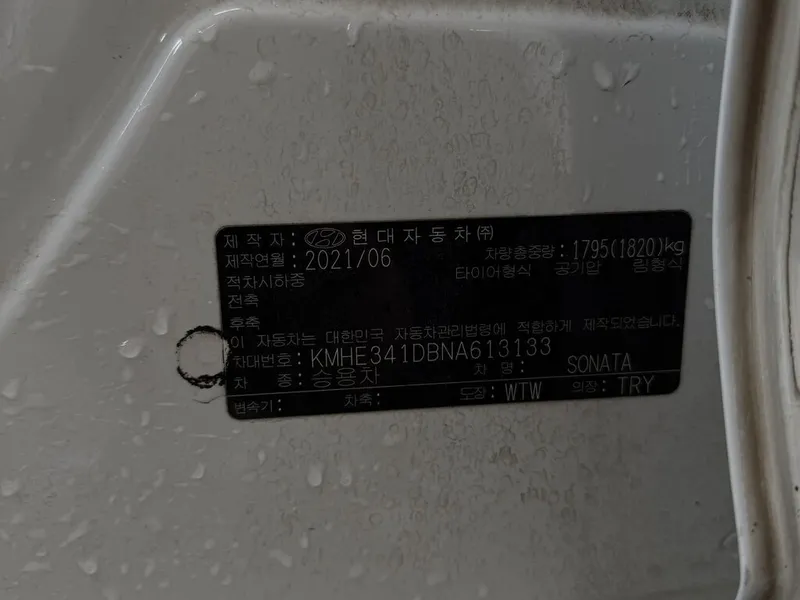 제 작 자 : 현대자동차㈜
제작연월 : 2021/06 차량총중량 : 1795(1820)kg
적차시하중 타이어형식 공기압 림형식
전축
후축
이 자동차는 대한민국 자동차관리법령에 적합하게 제작되었습니다.
차대번호 : KMHE341DBNA613133
차 종 : 승용차 차 명 : SONATA
변속기 : 차축 : 도장 : WTW 의장 : TRY